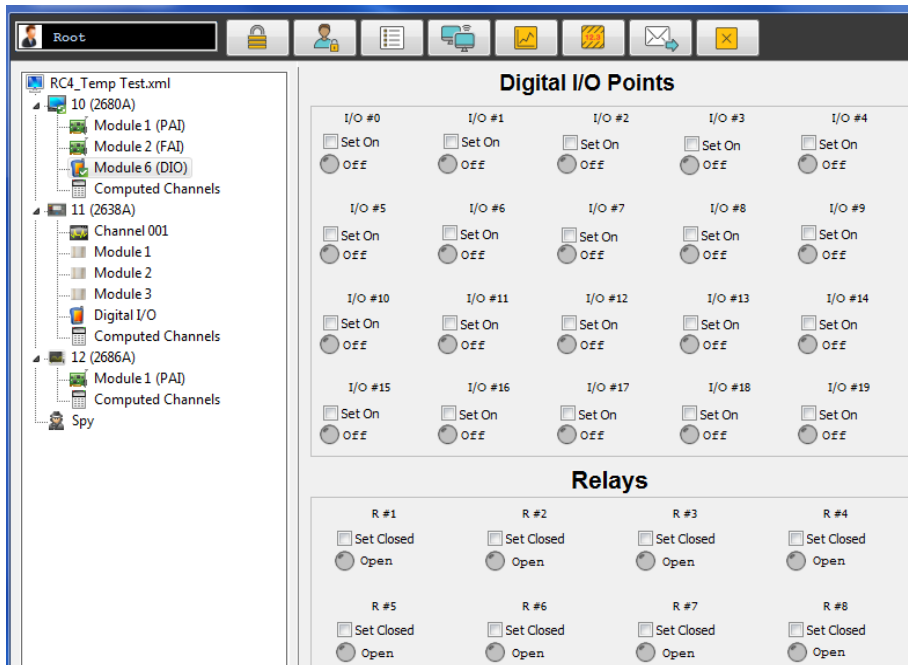 Root
12.3
RC4_Temp Test.xml
10 (2680A)
Module 1 (PAI)
Module 2 (FAI)
Module 6 (DIO)
Computed Channels
11 (2638A)
Channel 001
Module 1
Module 2
Module 3
Digital I/O
Computed Channels
12 (2686A)
Module 1 (PAI)
Computed Channels
Spy
Digital I/O Points
I/O #0 I/O #1 I/O #2 I/O #3 I/O #4
Set On Set On Set On Set On Set On
Off Off Off Off Off
I/O #5 I/O #6 I/O #7 I/O #8 I/O #9
Set On Set On Set On Set On Set On
Off Off Off Off Off
I/O #10 I/O #11 I/O #12 I/O #13 I/O #14
Set On Set On Set On Set On Set On
Off Off Off Off Off
I/O #15 I/O #16 I/O #17 I/O #18 I/O #19
Set On Set On Set On Set On Set On
Off Off Off Off Off
Relays
R #1 R #2 R #3 R #4
Set Closed Set Closed Set Closed Set Closed
Open Open Open Open
R #5 R #6 R #7 R #8
Set Closed Set Closed Set Closed Set Closed
Open Open Open Open